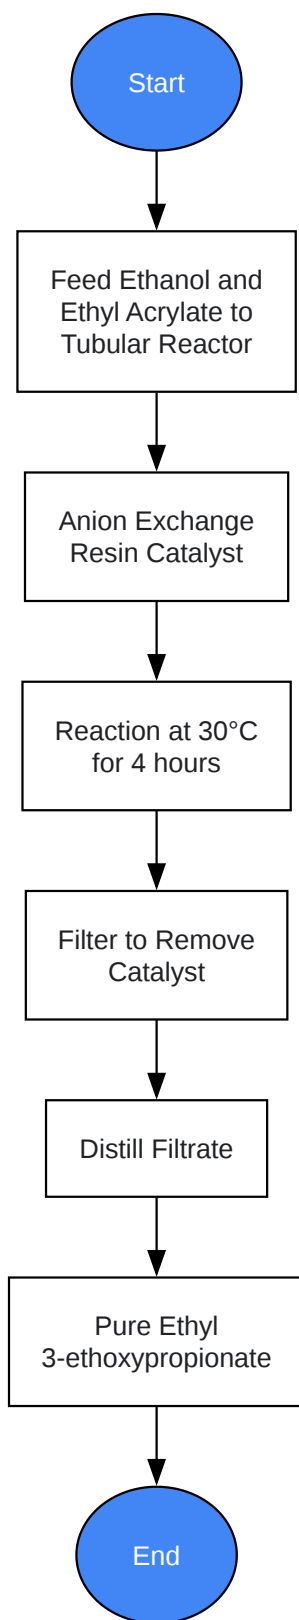 Start
Feed Ethanol and
Ethyl Acrylate to
Tubular Reactor
Anion Exchange
Resin Catalyst
Reaction at 30°C
for 4 hours
Filter to Remove
Catalyst
Distill Filtrate
Pure Ethyl
3-ethoxypropionate
End